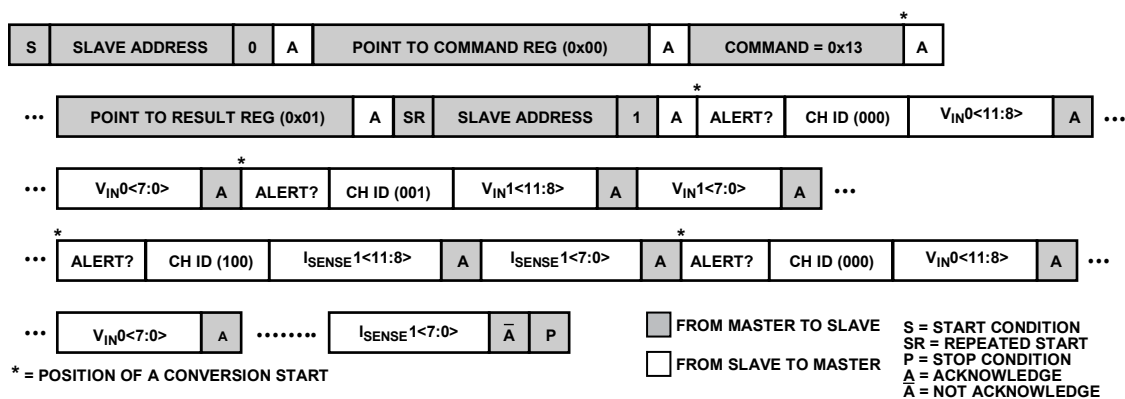 *
S SLAVE ADDRESS 0 A POINT TO COMMAND REG (0x00) A COMMAND = 0x13 A
*
••• POINT TO RESULT REG (0x01) A SR SLAVE ADDRESS 1 A ALERT? CH ID (000) VIN0<11:8> A •••
*
••• VIN0<7:0> A ALERT? CH ID (001) VIN1<11:8> A VIN1<7:0> A •••
* *
••• ALERT? CH ID (100) ISENSE1<11:8> A ISENSE1<7:0> A ALERT? CH ID (000) VIN0<11:8> A •••
••• VIN0<7:0> A •••••••• ISENSE1<7:0> A̅ P
FROM MASTER TO SLAVE
FROM SLAVE TO MASTER
S = START CONDITION
SR = REPEATED START
P = STOP CONDITION
A = ACKNOWLEDGE
A̅ = NOT ACKNOWLEDGE
* = POSITION OF A CONVERSION START